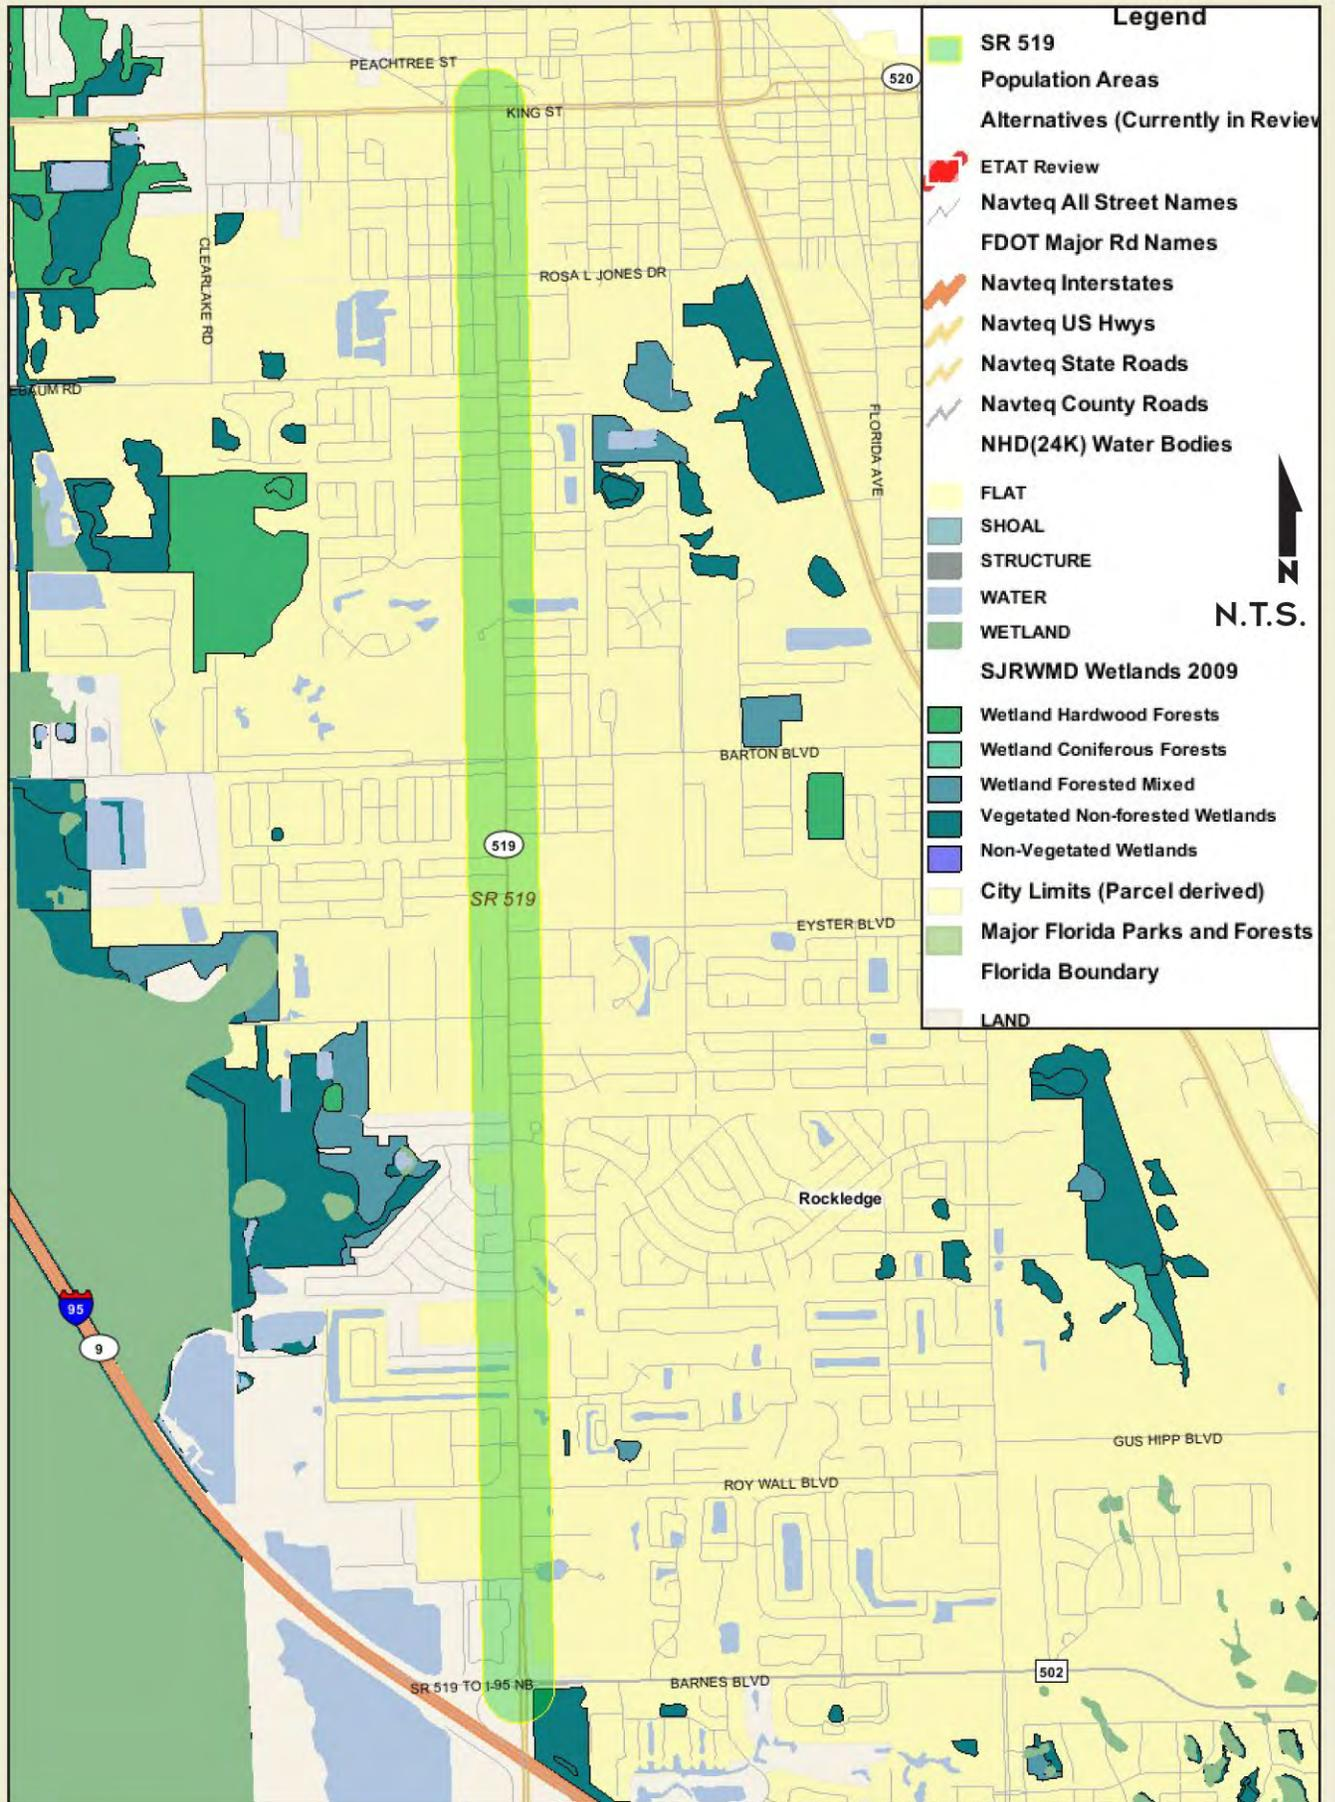 Legend
SR 519
Population Areas
Alternatives (Currently in Review
ETAT Review
Navteq All Street Names
FDOT Major Rd Names
Navteq Interstates
Navteq US Hwys
Navteq State Roads
Navteq County Roads
NHD(24K) Water Bodies
FLAT
SHOAL
STRUCTURE
WATER
WETLAND
SJRWMD Wetlands 2009
Wetland Hardwood Forests
Wetland Coniferous Forests
Wetland Forested Mixed
Vegetated Non-forested Wetlands
Non-Vegetated Wetlands
City Limits (Parcel derived)
Major Florida Parks and Forests
Florida Boundary
LAND
N
N.T.S.
PEACHTREE ST
520
KING ST
CLEARLAKE RD
ROSA L JONES DR
EBAUM RD
FLORIDA AVE
BARTON BLVD
519
SR 519
EYSTER BLVD
Rockledge
95
9
GUS HIPP BLVD
ROY WALL BLVD
502
SR 519 TO I-95 NB
BARNES BLVD